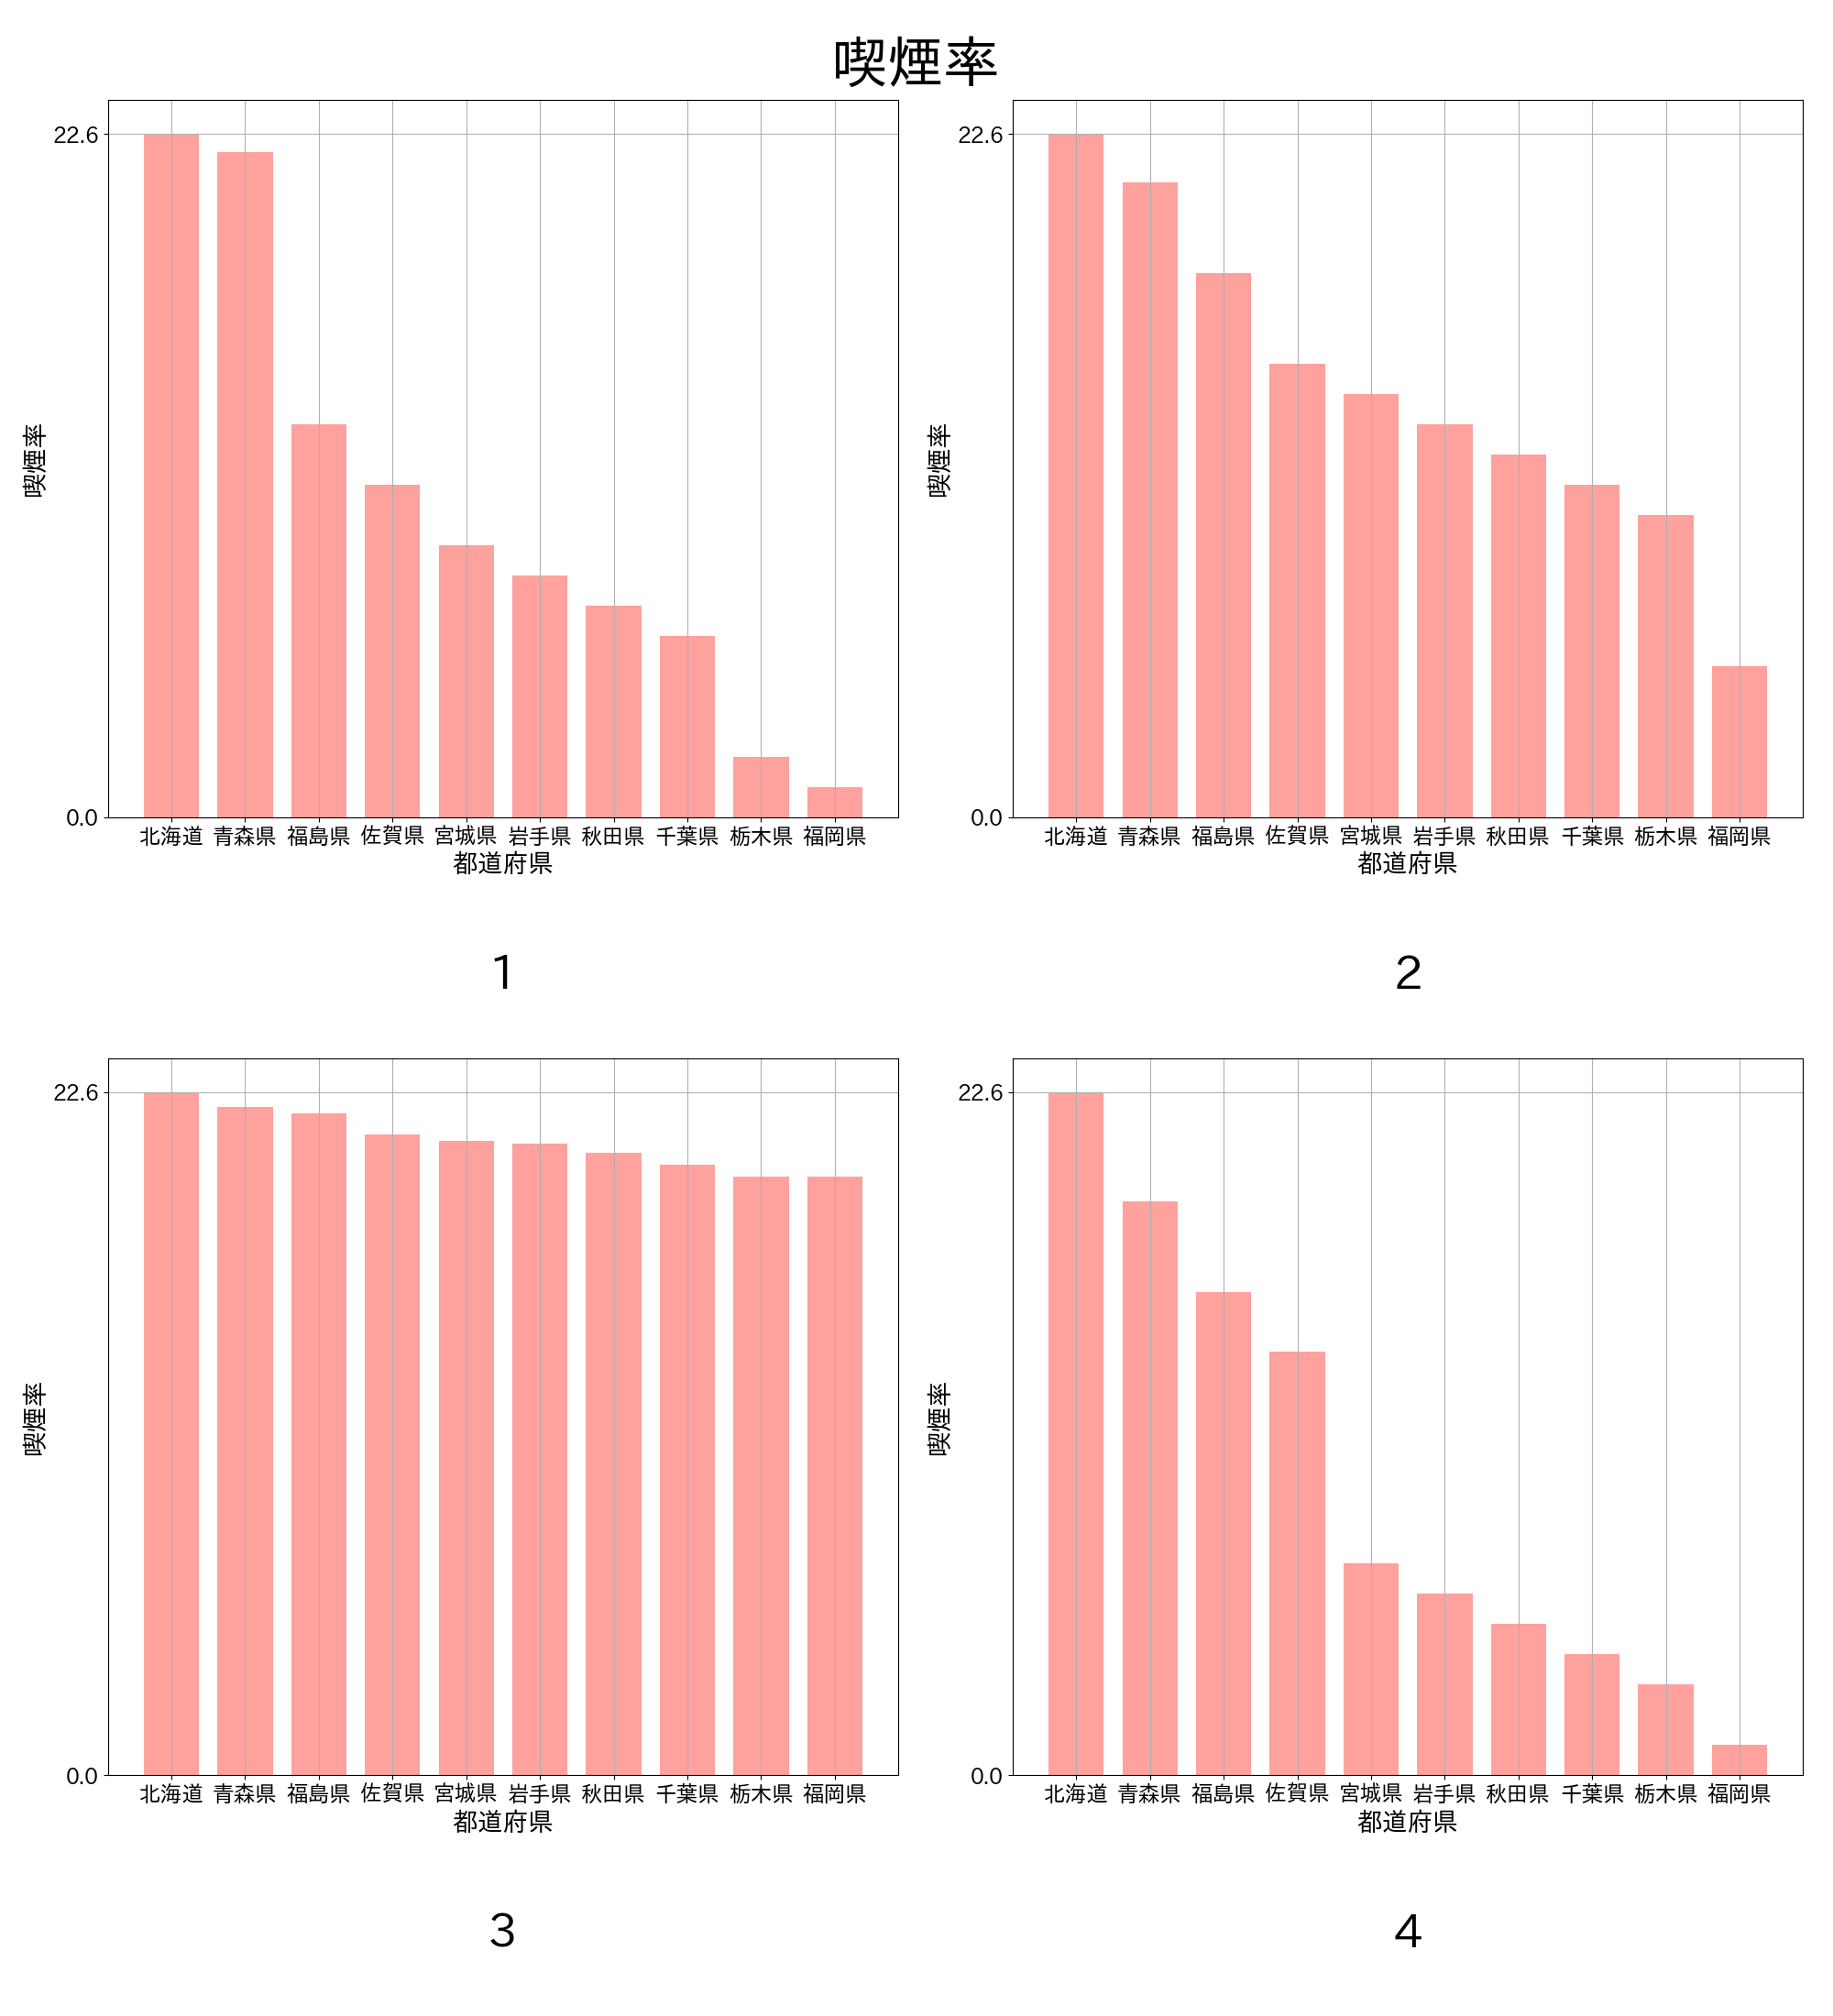 喫煙率
22.6
喫煙率
0.0
北海道 青森県 福島県 佐賀県 宮城県 岩手県 秋田県 千葉県 栃木県 福岡県
都道府県
1
22.6
喫煙率
0.0
北海道 青森県 福島県 佐賀県 宮城県 岩手県 秋田県 千葉県 栃木県 福岡県
都道府県
2
22.6
喫煙率
0.0
北海道 青森県 福島県 佐賀県 宮城県 岩手県 秋田県 千葉県 栃木県 福岡県
都道府県
3
22.6
喫煙率
0.0
北海道 青森県 福島県 佐賀県 宮城県 岩手県 秋田県 千葉県 栃木県 福岡県
都道府県
4